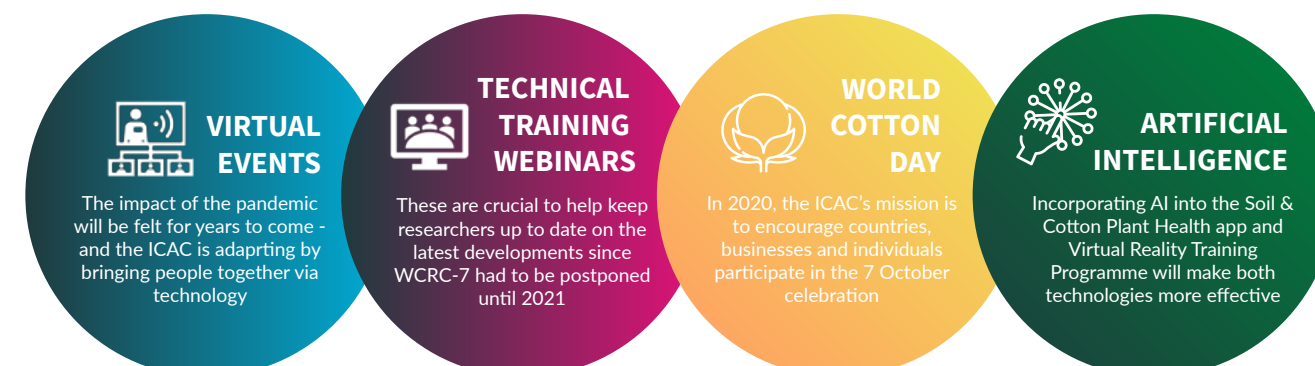 VIRTUAL
EVENTS
The impact of the pandemic
will be felt for years to come -
and the ICAC is adaprting by
bringing people together via
technology
TECHNICAL
TRAINING
WEBINARS
These are crucial to help keep
researchers up to date on the
latest developments since
WCRC-7 had to be postponed
until 2021
WORLD
COTTON
DAY
In 2020, the ICAC's mission is
to encourage countries,
businesses and individuals
participate in the 7 October
celebration
ARTIFICIAL
INTELLIGENCE
Incorporating AI into the Soil &
Cotton Plant Health app and
Virtual Reality Training
Programme will make both
technologies more effective